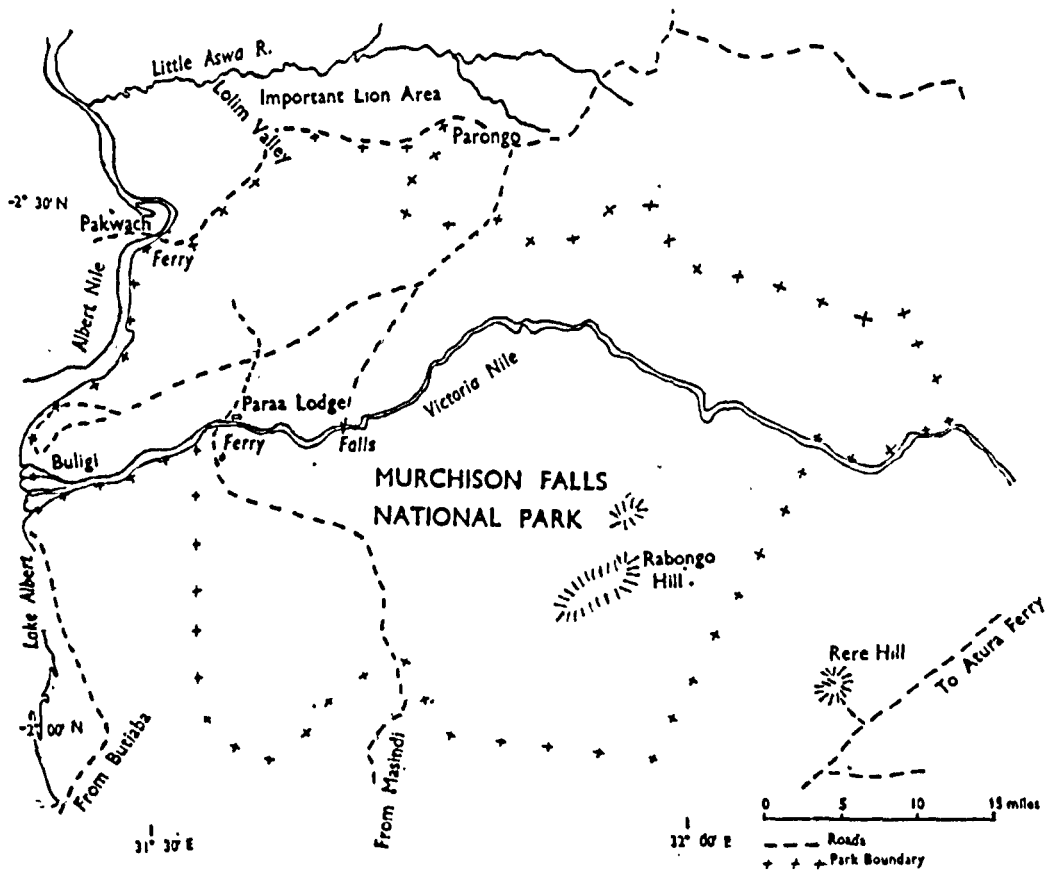 Little Aswa R.
Lolim Valley
Important Lion Area
Parongo
-2° 30' N
Pakwach
Ferry
Albert Nile
Victoria Nile
Paraa Lodge
Ferry
Falls
Buligi
MURCHISON FALLS
NATIONAL PARK
Rabongo
Hill.
Lake Albert
Rere Hill
To Atura Ferry
-2° 00' N
From Butiaba
From Masindi
0 5 10 15 miles
31° 30' E
32° 00' E
Roads
Park Boundary